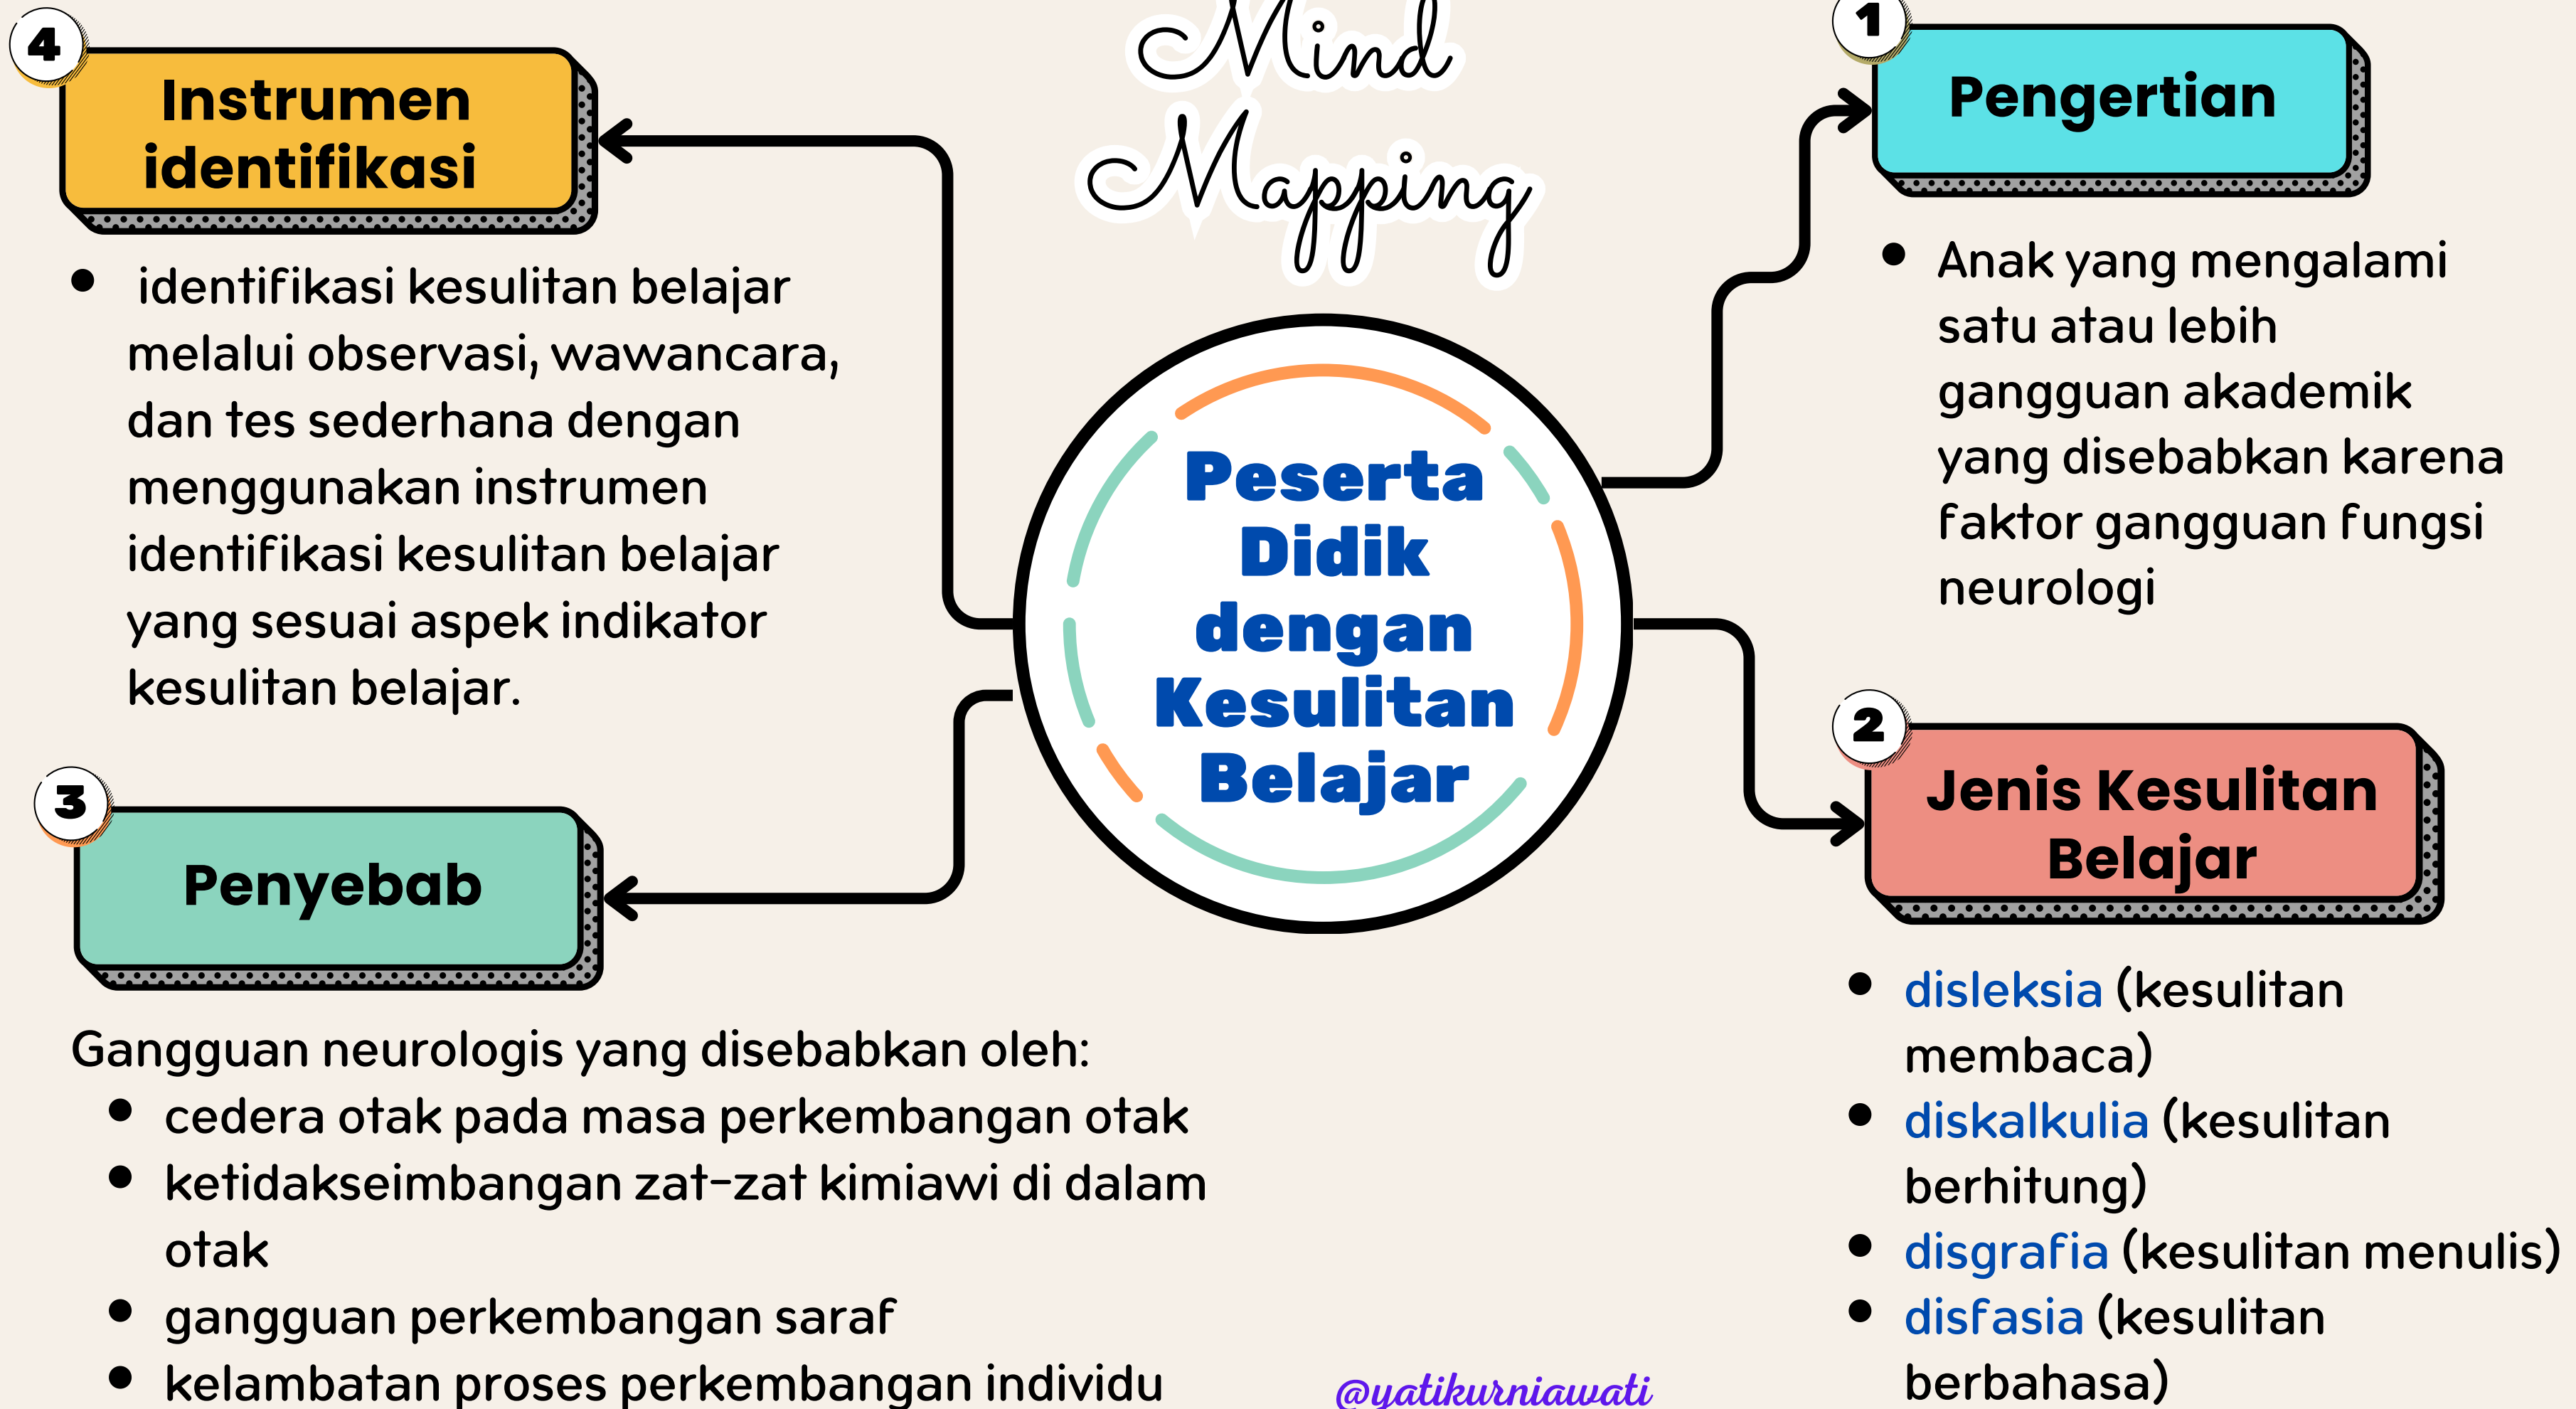 Mind
Mapping
Peserta
Didik
dengan
Kesulitan
Belajar
1
Pengertian
• Anak yang mengalami
satu atau lebih
gangguan akademik
yang disebabkan karena
faktor gangguan fungsi
neurologi
2
Jenis Kesulitan
Belajar
• disleksia (kesulitan
membaca)
• diskalkulia (kesulitan
berhitung)
• disgrafia (kesulitan menulis)
• disfasia (kesulitan
berbahasa)
3
Penyebab
Gangguan neurologis yang disebabkan oleh:
• cedera otak pada masa perkembangan otak
• ketidakseimbangan zat-zat kimiawi di dalam
otak
• gangguan perkembangan saraf
• kelambatan proses perkembangan individu
4
Instrumen
identifikasi
• identifikasi kesulitan belajar
melalui observasi, wawancara,
dan tes sederhana dengan
menggunakan instrumen
identifikasi kesulitan belajar
yang sesuai aspek indikator
kesulitan belajar.
@yatikurniawati